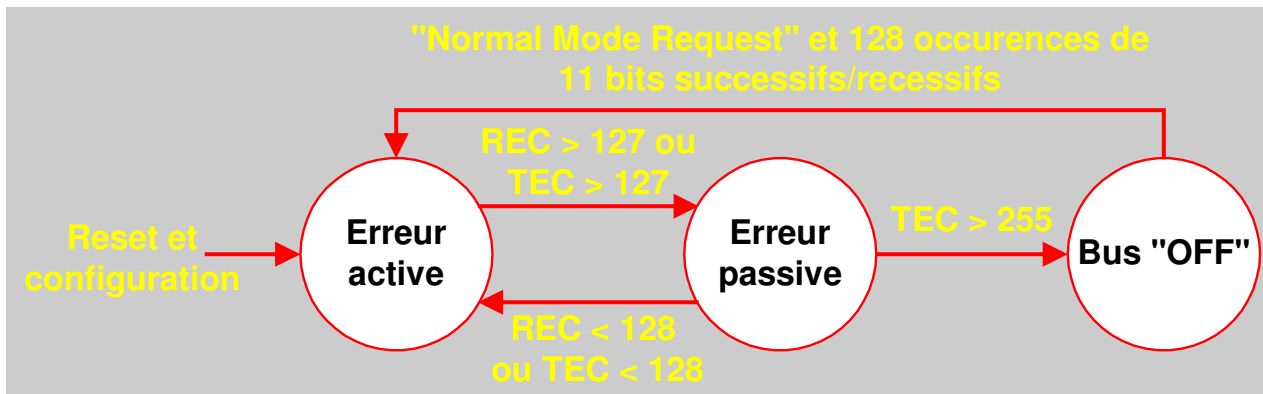 "Normal Mode Request" et 128 occurences de
11 bits successifs/recessifs
REC > 127 ou
TEC > 127
Reset et
configuration
Erreur
active
Erreur
passive
TEC > 255
Bus "OFF"
REC < 128
ou TEC < 128